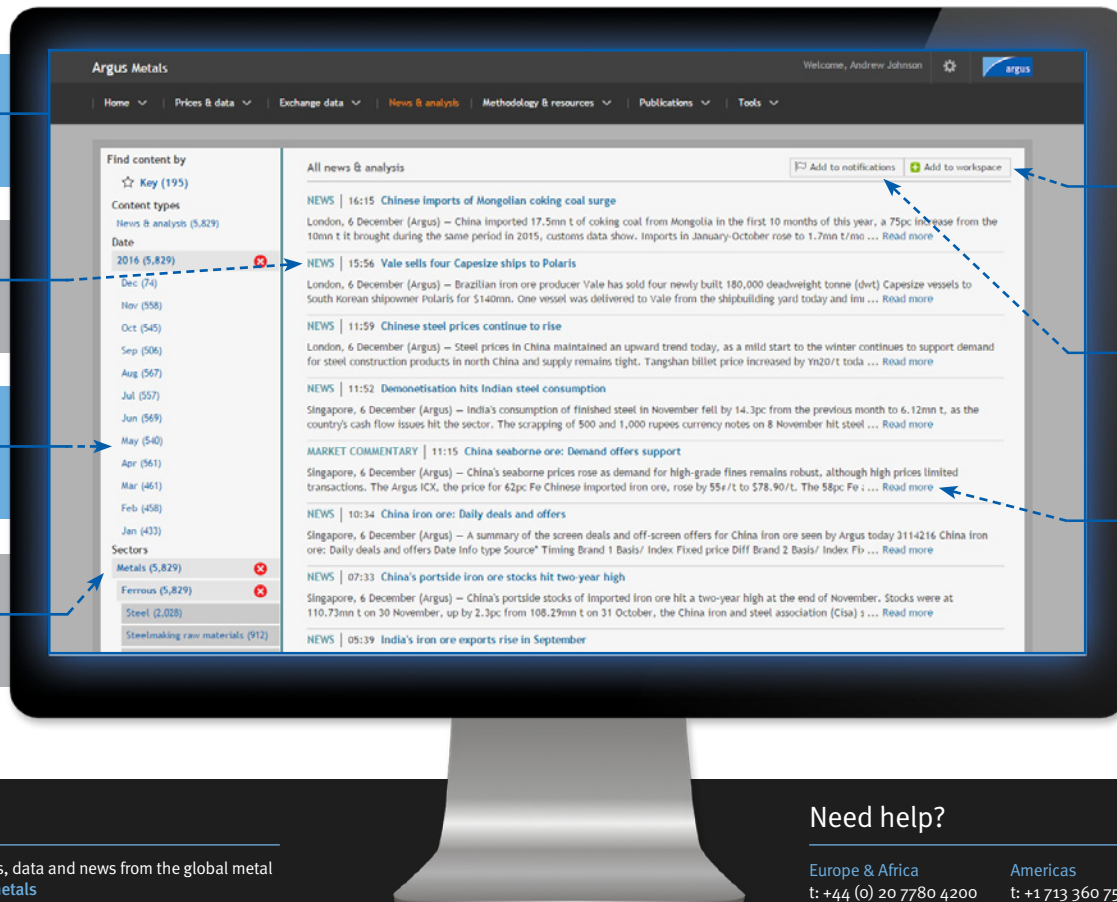 Argus Metals
Welcome, Andrew Johnson
argus
Home
Prices & data
Exchange data
News & analysis
Methodology & resources
Publications
Tools
Find content by
Key (195)
Content types
News & analysis (5,829)
Date
2016 (5,829)
Dec (74)
Nov (558)
Oct (545)
Sep (506)
Aug (567)
Jul (557)
Jun (569)
May (540)
Apr (561)
Mar (461)
Feb (458)
Jan (433)
Sectors
Metals (5,829)
Ferrous (5,829)
Steel (2,028)
Steelmaking raw materials (912)
All news & analysis
Add to notifications
Add to workspace
NEWS | 16:15 Chinese imports of Mongolian coking coal surge
London, 6 December (Argus) — China imported 17.5mn t of coking coal from Mongolia in the first 10 months of this year, a 75pc increase from the
10mn t it brought during the same period in 2015, customs data show. Imports in January-October rose to 1.7mn t/mo ... Read more
NEWS | 15:56 Vale sells four Capesize ships to Polaris
London, 6 December (Argus) — Brazilian iron ore producer Vale has sold four newly built 180,000 deadweight tonne (dwt) Capesize vessels to
South Korean shipowner Polaris for $140mn. One vessel was delivered to Vale from the shipbuilding yard today and ... Read more
NEWS | 11:59 Chinese steel prices continue to rise
London, 6 December (Argus) — Steel prices in China maintained an upward trend today, as a mild start to the winter continues to support demand
for steel construction products in north China and supply remains tight. Tangshan billet price increased by Yn20/t toda ... Read more
NEWS | 11:52 Demonetisation hits Indian steel consumption
Singapore, 6 December (Argus) — India's consumption of finished steel in November fell by 14.3pc from the previous month to 6.12mn t, as the
country's cash flow issues hit the sector. The scrapping of 500 and 1,000 rupees currency notes on 8 November hit steel ... Read more
MARKET COMMENTARY | 11:15 China seaborne ore: Demand offers support
Singapore, 6 December (Argus) — China's seaborne prices rose as demand for high-grade fines remains robust, although high prices limited
transactions. The Argus ICX, the price for 62pc Fe Chinese imported iron ore, rose by 55¢/t to $78.90/t. The 58pc Fe ... Read more
NEWS | 10:34 China iron ore: Daily deals and offers
Singapore, 6 December (Argus) — A summary of the screen deals and off-screen offers for China iron ore seen by Argus today 3114216 China iron
ore: Daily deals and offers Date Info type Source* Timing Brand 1 Basis/ Index Fixed price Diff Brand 2 Basis/ Index ... Read more
NEWS | 07:33 China's portside iron ore stocks hit two-year high
Singapore, 6 December (Argus) — China's portside stocks of imported iron ore hit a two-year high at the end of November. Stocks were at
110.73mn t on 30 November, up by 2.3pc from 108.29mn t on 31 October, the China iron and steel association (Cisa) ... Read more
NEWS | 05:39 India's iron ore exports rise in September
s, data and news from the global metal
etals
Need help?
Europe & Africa
t: +44 (0) 20 7780 4200
Americas
t: +1 713 360 75